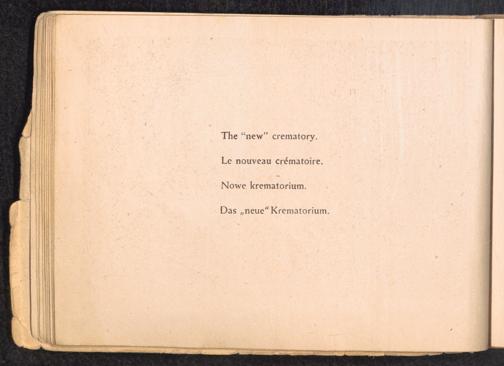 The “new” crematory.
Le nouveau crématoire.
Nowe krematorium.
Das „neue“ Krematorium.